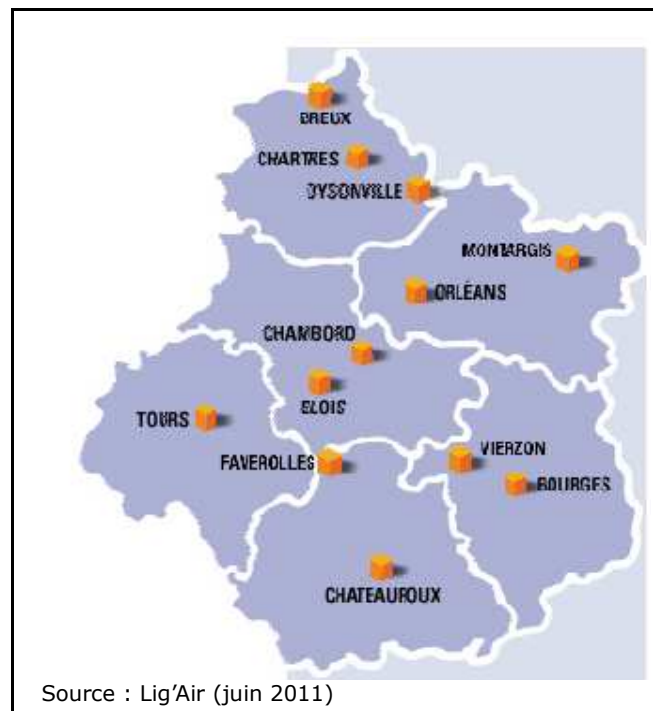 DREUX
CHARTRES
OYSONVILLE
MONTARGIS
ORLÉANS
CHAMBORD
BLOIS
TOURS
VIERZON
FAVEROLLES
BOURGES
CHATEAUROUX
Source : Lig'Air (juin 2011)